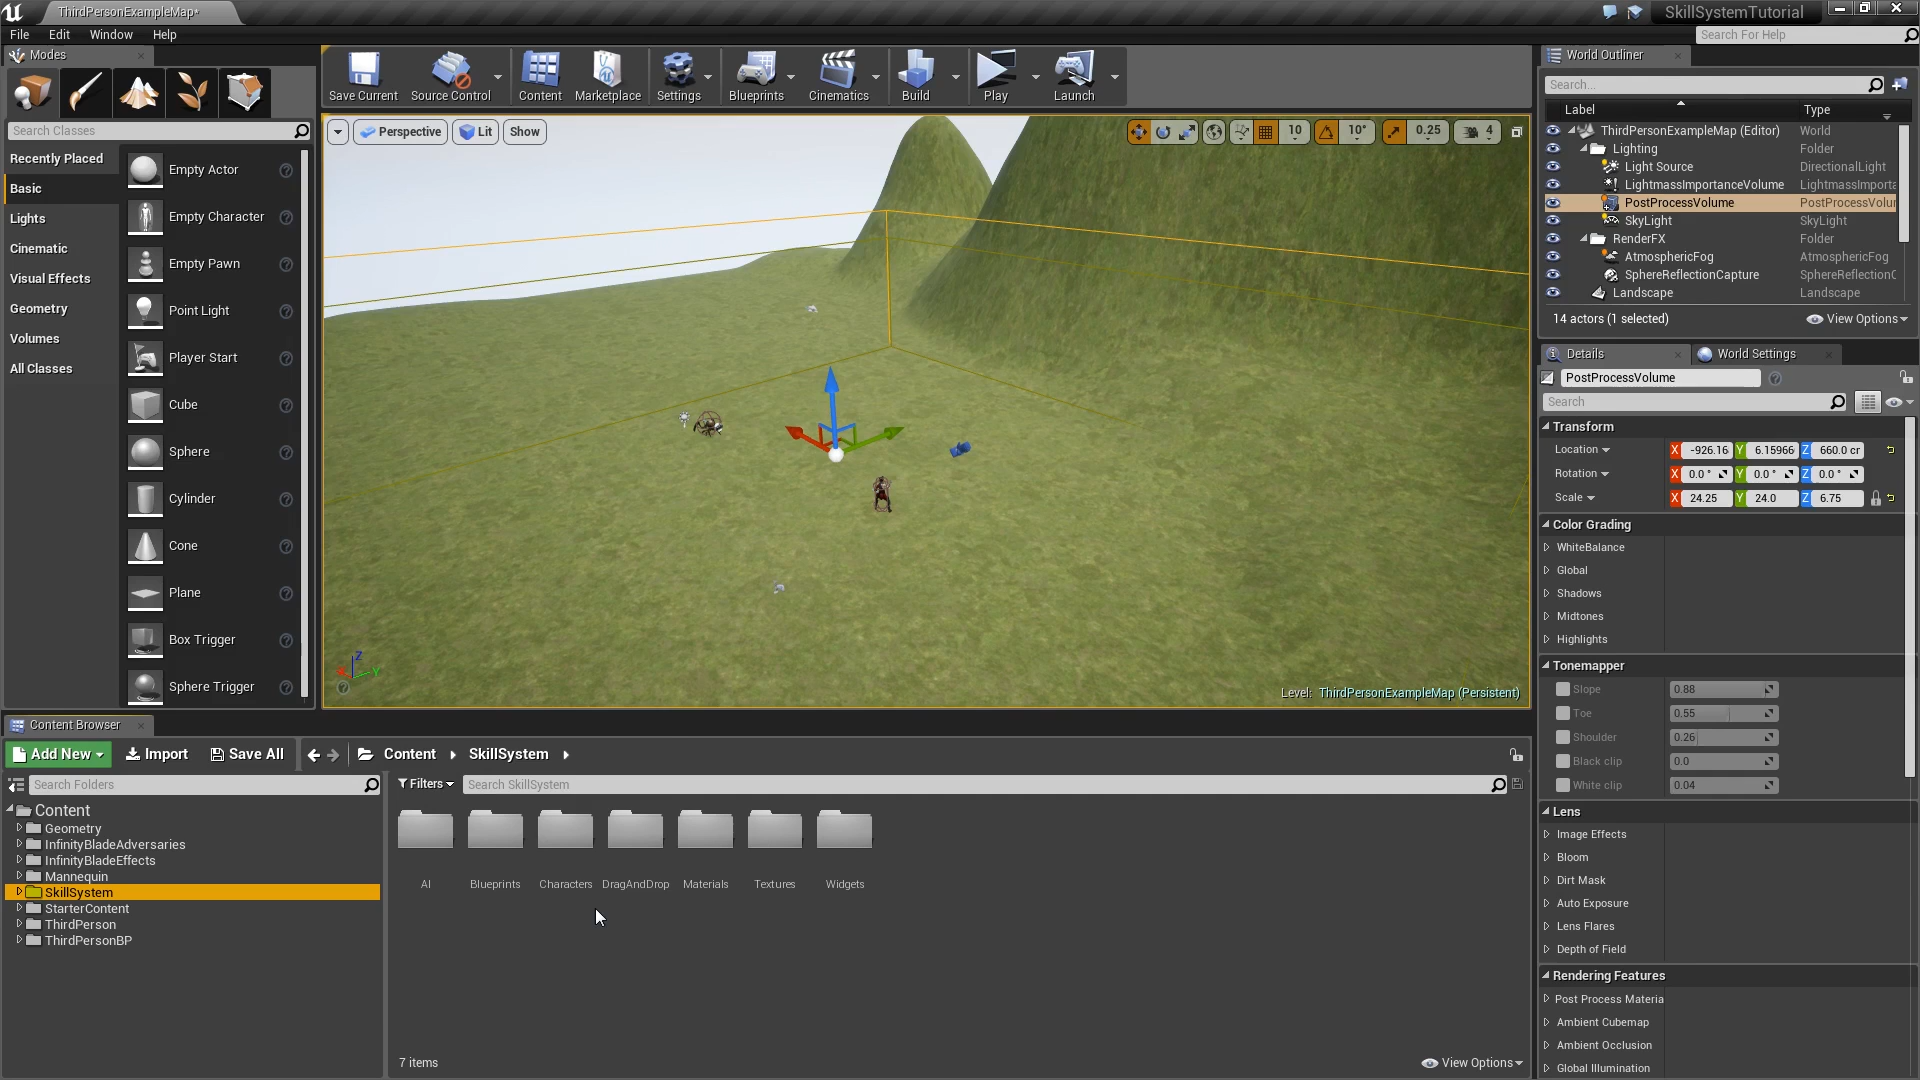 ThirdPersonExampleMap*
SkillSystemTutorial
File Edit Window Help
Search For Help
Modes
Search Classes
Recently Placed
Basic
Lights
Cinematic
Visual Effects
Geometry
Volumes
All Classes
Empty Actor
Empty Character
Empty Pawn
Point Light
Player Start
Cube
Sphere
Cylinder
Cone
Plane
Box Trigger
Sphere Trigger
Save Current Source Control Content Marketplace Settings Blueprints Cinematics Build Play Launch
Perspective Lit Show
10 10° 0.25 4
X Y Z
Level: ThirdPersonExampleMap (Persistent)
World Outliner
Search...
Label Type
ThirdPersonExampleMap (Editor) World
Lighting Folder
Light Source DirectionalLight
LightmassImportanceVolume LightmassImporta
PostProcessVolume PostProcessVolur
SkyLight SkyLight
RenderFX Folder
AtmosphericFog AtmosphericFog
SphereReflectionCapture SphereReflectionC
Landscape Landscape
14 actors (1 selected) View Options
Details World Settings
PostProcessVolume
Search
Transform
Location X -926.16 Y 6.15966 Z 660.0 cr
Rotation X 0.0 ° Y 0.0 ° Z 0.0 °
Scale X 24.25 Y 24.0 Z 6.75
Color Grading
WhiteBalance
Global
Shadows
Midtones
Highlights
Tonemapper
Slope 0.88
Toe 0.55
Shoulder 0.26
Black clip 0.0
White clip 0.04
Lens
Image Effects
Bloom
Dirt Mask
Auto Exposure
Lens Flares
Depth of Field
Rendering Features
Post Process Materia
Ambient Cubemap
Ambient Occlusion
Global Illumination
Content Browser
Add New Import Save All Content SkillSystem
Search Folders
Content
Geometry
InfinityBladeAdversaries
InfinityBladeEffects
Mannequin
SkillSystem
StarterContent
ThirdPerson
ThirdPersonBP
Filters Search SkillSystem
AI Blueprints Characters DragAndDrop Materials Textures Widgets
7 items View Options